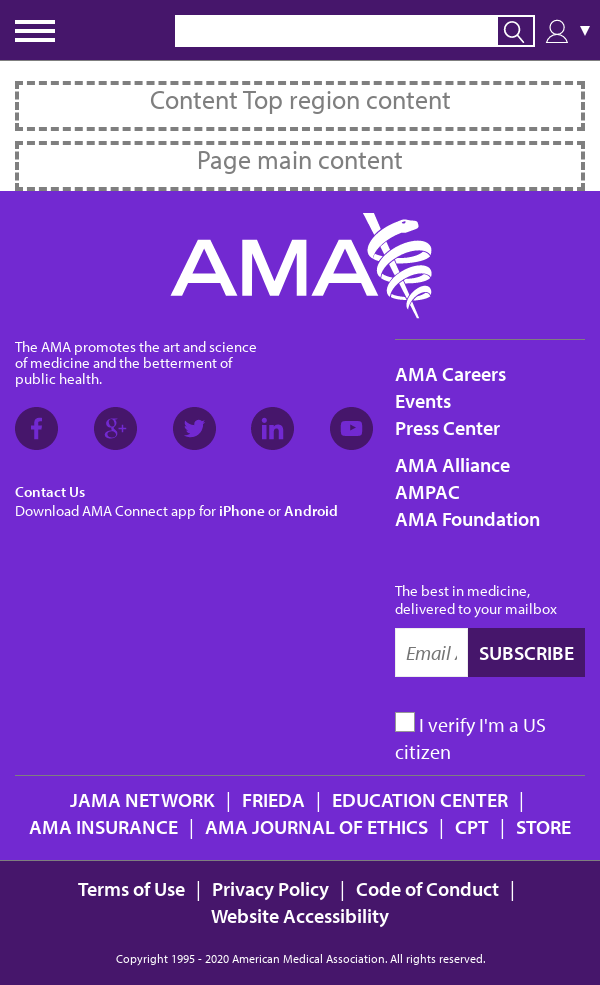 Content Top region content
Page main content
AMA
The AMA promotes the art and science
of medicine and the betterment of
public health.
Contact Us
Download AMA Connect app for iPhone or Android
AMA Careers
Events
Press Center
AMA Alliance
AMPAC
AMA Foundation
The best in medicine,
delivered to your mailbox
Email
SUBSCRIBE
I verify I'm a US
citizen
JAMA NETWORK | FRIEDA | EDUCATION CENTER |
AMA INSURANCE | AMA JOURNAL OF ETHICS | CPT | STORE
Terms of Use | Privacy Policy | Code of Conduct |
Website Accessibility
Copyright 1995 - 2020 American Medical Association. All rights reserved.